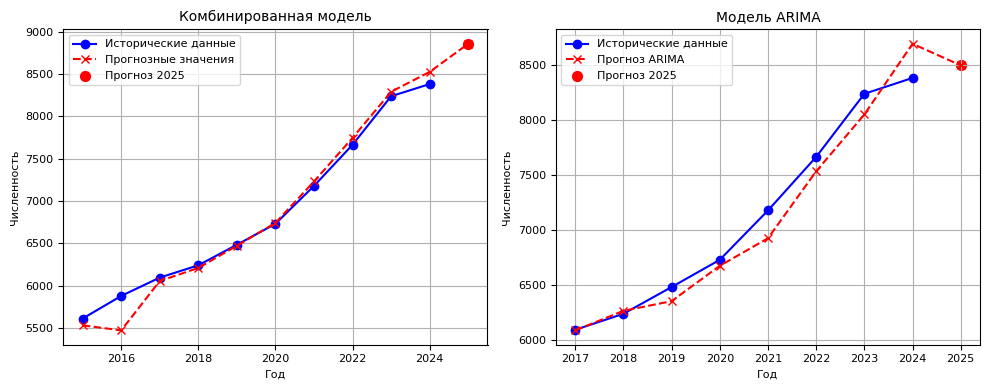 Комбинированная модель
Исторические данные
Прогнозные значения
Прогноз 2025
9000
8500
8000
7500
7000
6500
6000
5500
Численность
2016
2018
2020
2022
2024
Год
Модель ARIMA
Исторические данные
Прогноз ARIMA
Прогноз 2025
8500
8000
7500
7000
6500
6000
Численность
2017
2018
2019
2020
2021
2022
2023
2024
2025
Год